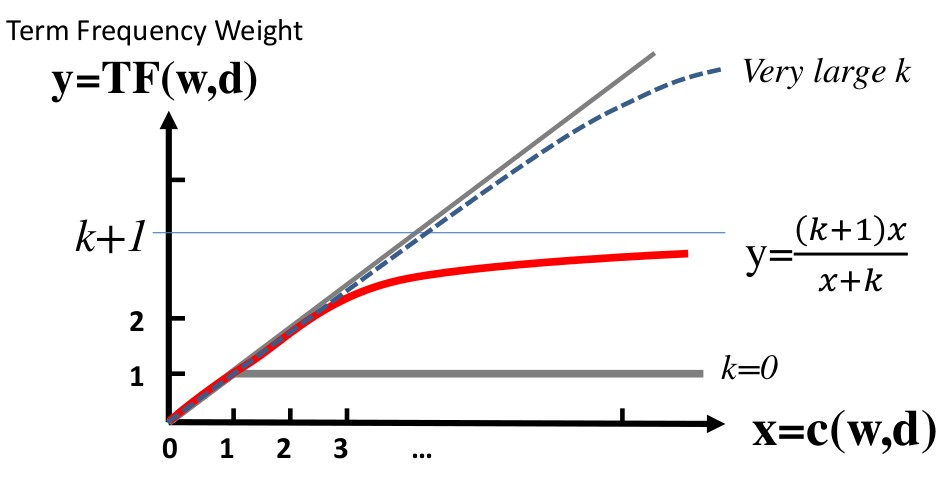 Term Frequency Weight
y=TF(w,d)
Very large k
k+1
y=(k+1)x
x+k
2
1
k=0
0 1 2 3 ...
x=c(w,d)